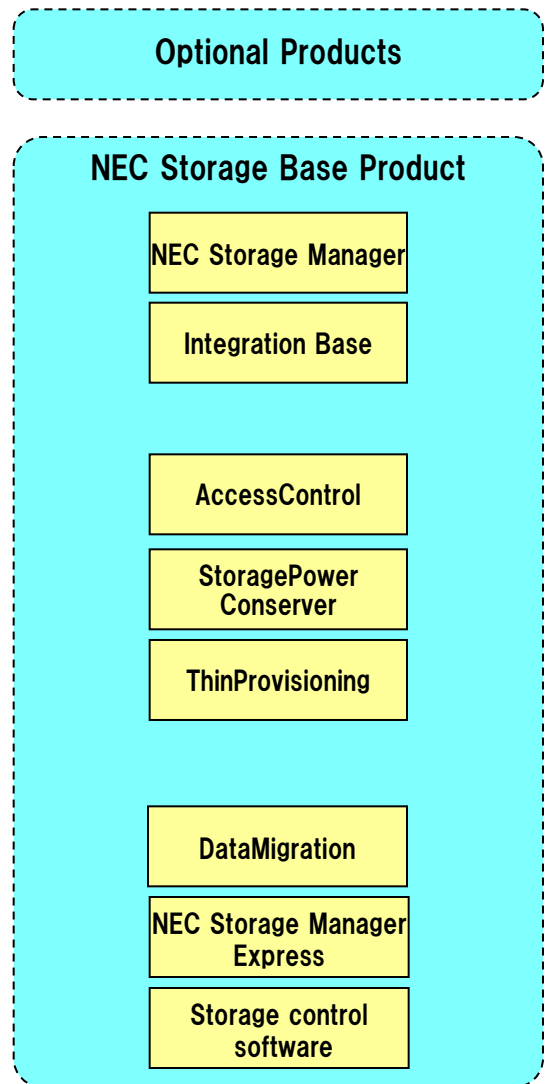 Optional Products
NEC Storage Base Product
NEC Storage Manager
Integration Base
AccessControl
StoragePower
Conserver
ThinProvisioning
DataMigration
NEC Storage Manager
Express
Storage control
software